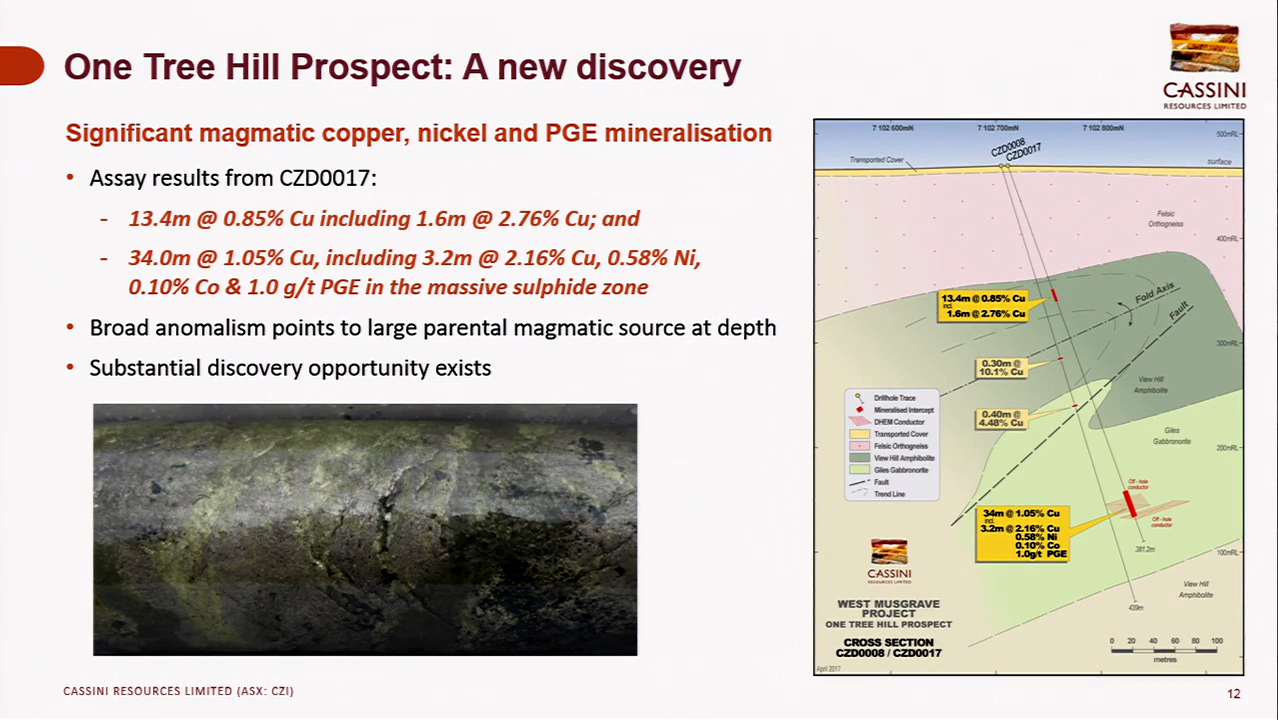 One Tree Hill Prospect: A new discovery
CASSINI
RESOURCES LIMITED
Significant magmatic copper, nickel and PGE mineralisation
• Assay results from CZD0017:
- 13.4m @ 0.85% Cu including 1.6m @ 2.76% Cu; and
- 34.0m @ 1.05% Cu, including 3.2m @ 2.16% Cu, 0.58% Ni,
0.10% Co & 1.0 g/t PGE in the massive sulphide zone
• Broad anomalism points to large parental magmatic source at depth
• Substantial discovery opportunity exists
7 102 600mN
7 102 700mN
7 102 800mN
500mRL
CZD0008
CZD0017
Transported Cover
surface
Felsic
Orthogneiss
400mRL
13.4m @ 0.85% Cu
incl.
1.6m @ 2.76% Cu
Fold Axis
Fault
300mRL
0.30m @
10.1% Cu
View Hill
Amphibolite
0.40m @
4.48% Cu
Giles
Gabbronorite
200mRL
Drillhole Trace
Mineralised Intercept
DHEM Conductor
Transported Cover
Felsic Orthogneiss
View Hill Amphibolite
Giles Gabbronorite
Fault
Trend Line
Off - hole
conductor
Off - hole
conductor
34m @ 1.05% Cu
incl.
3.2m @ 2.16% Cu
0.58% Ni
0.10% Co
1.0g/t PGE
381.2m
100mRL
CASSINI
RESOURCES LIMITED
View Hill
Amphibolite
439m
WEST MUSGRAVE
PROJECT
ONE TREE HILL PROSPECT
CROSS SECTION
CZD0008 / CZD0017
0 20 40 60 80 100
metres
April 2017
CASSINI RESOURCES LIMITED (ASX: CZI)
12